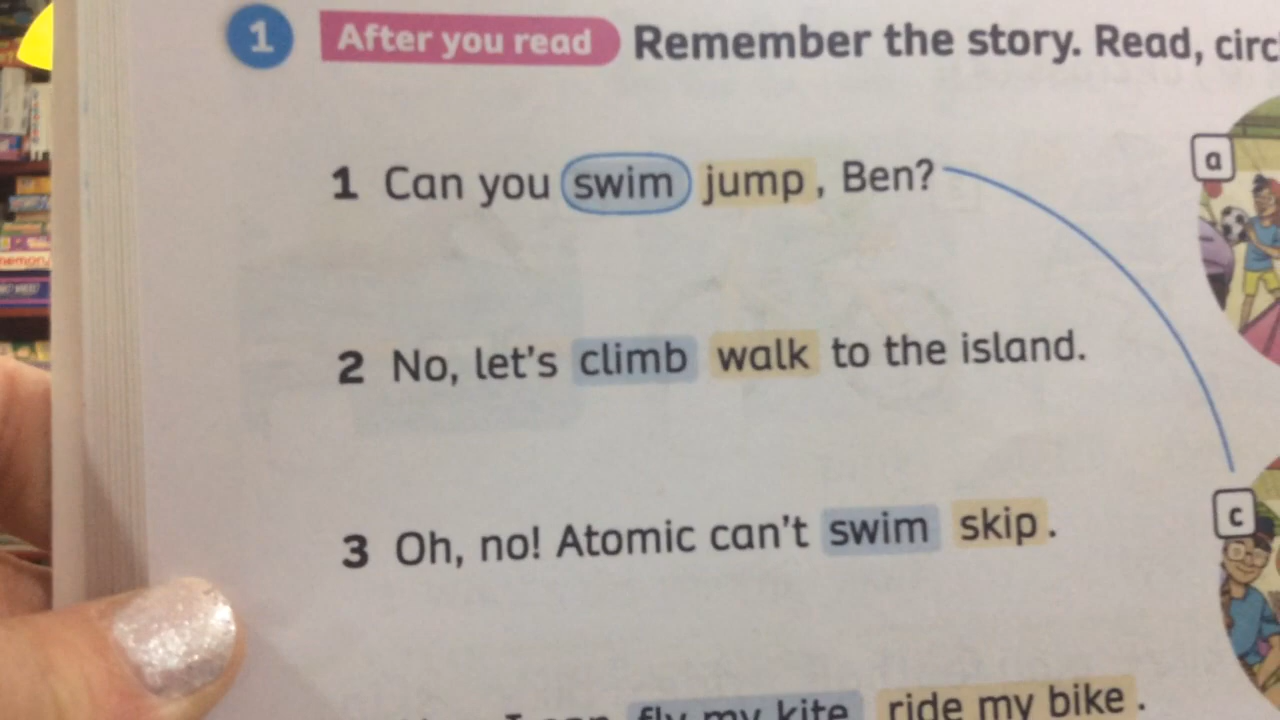 1 After you read Remember the story. Read, circ
1 Can you swim jump, Ben?
a
2 No, let's climb walk to the island.
3 Oh, no! Atomic can't swim skip.
c
I can fly my kite ride my bike.